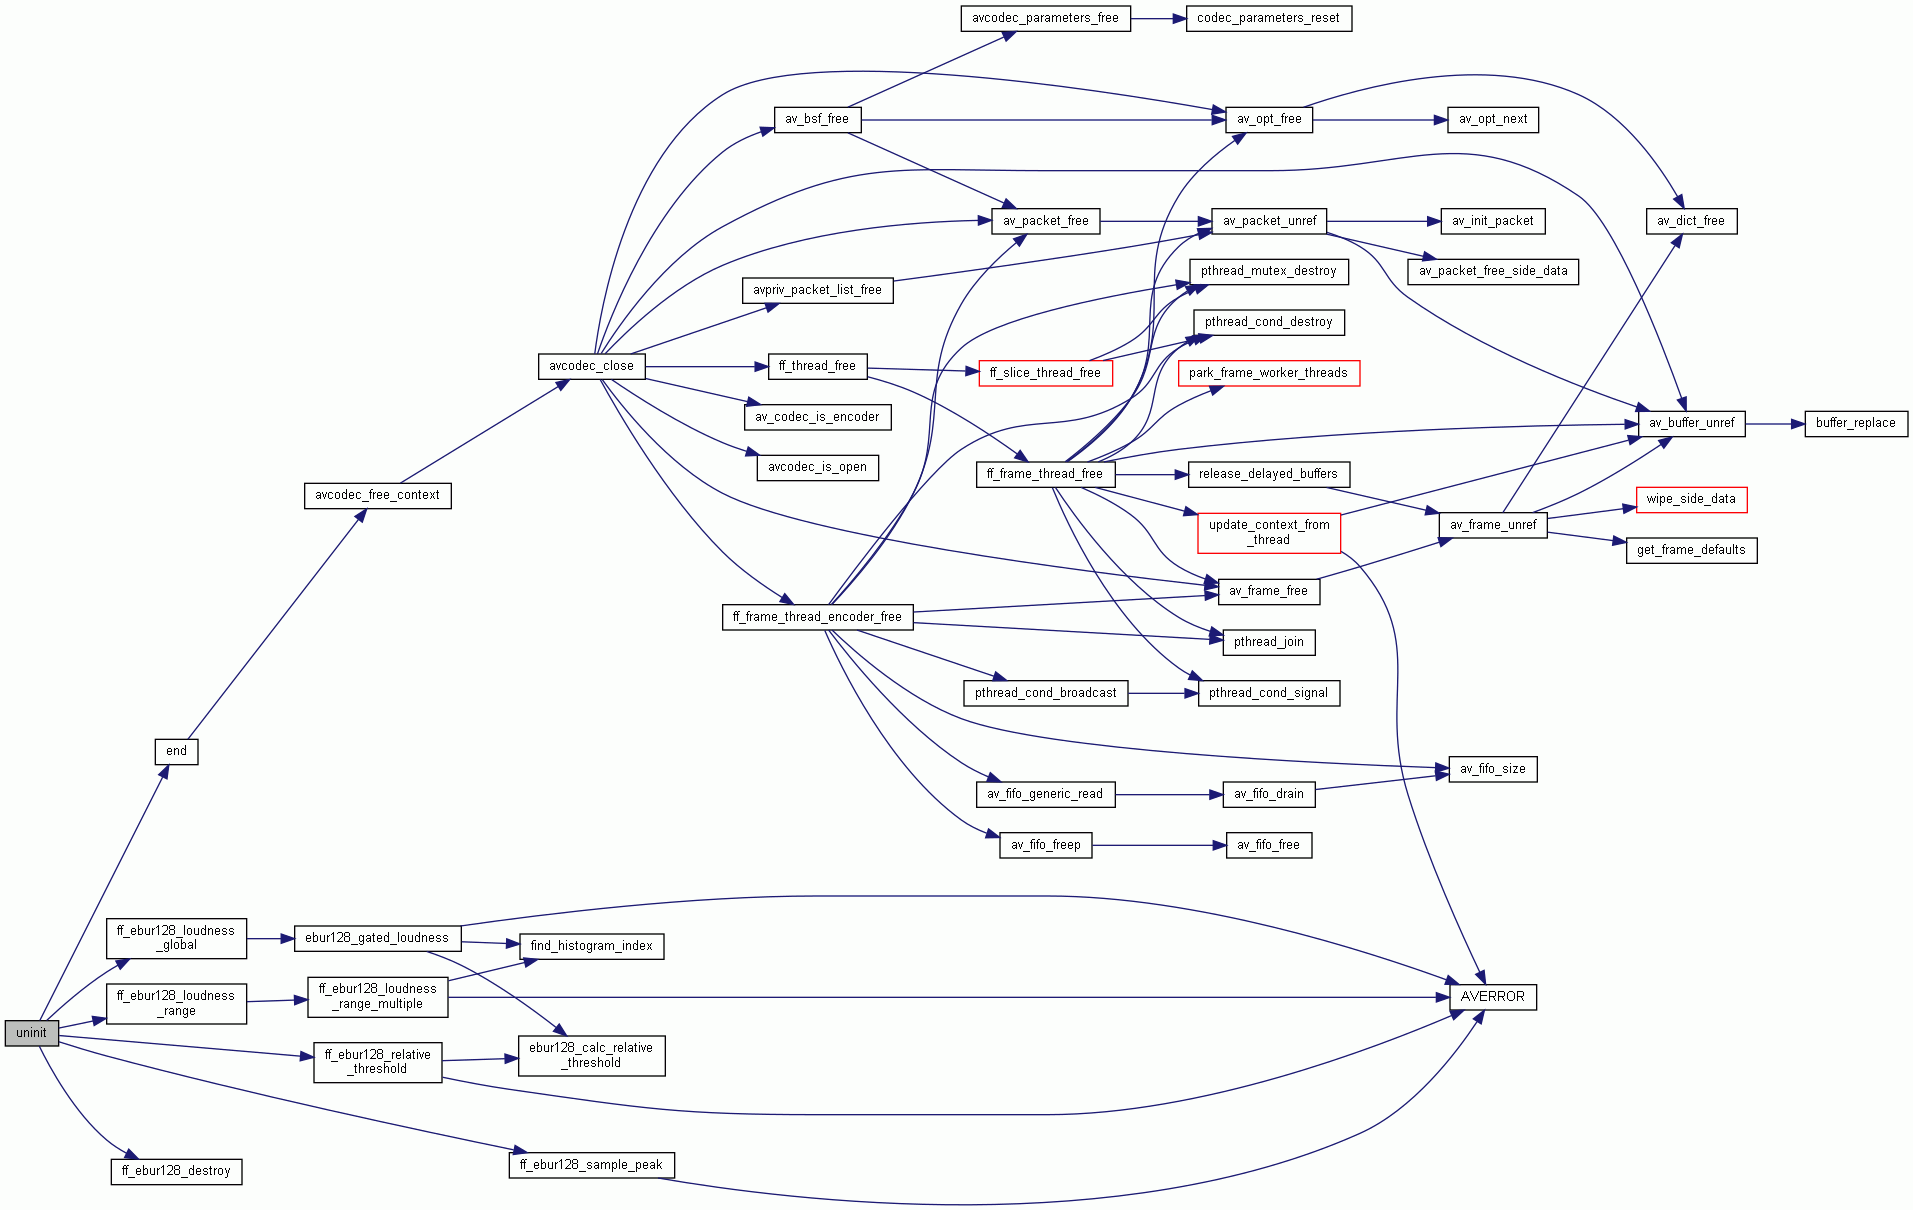 avcodec_parameters_free
codec_parameters_reset
av_bsf_free
av_opt_free
av_opt_next
av_packet_free
av_packet_unref
av_init_packet
av_dict_free
pthread_mutex_destroy
av_packet_free_side_data
avpriv_packet_list_free
pthread_cond_destroy
avcodec_close
ff_thread_free
ff_slice_thread_free
park_frame_worker_threads
av_codec_is_encoder
av_buffer_unref
buffer_replace
avcodec_is_open
ff_frame_thread_free
release_delayed_buffers
avcodec_free_context
wipe_side_data
update_context_from
_thread
av_frame_unref
get_frame_defaults
av_frame_free
ff_frame_thread_encoder_free
pthread_join
pthread_cond_broadcast
pthread_cond_signal
end
av_fifo_size
av_fifo_generic_read
av_fifo_drain
av_fifo_freep
av_fifo_free
ff_ebur128_loudness
_global
ebur128_gated_loudness
find_histogram_index
ff_ebur128_loudness
_range
ff_ebur128_loudness
_range_multiple
AVERROR
uninit
ff_ebur128_relative
_threshold
ebur128_calc_relative
_threshold
ff_ebur128_destroy
ff_ebur128_sample_peak